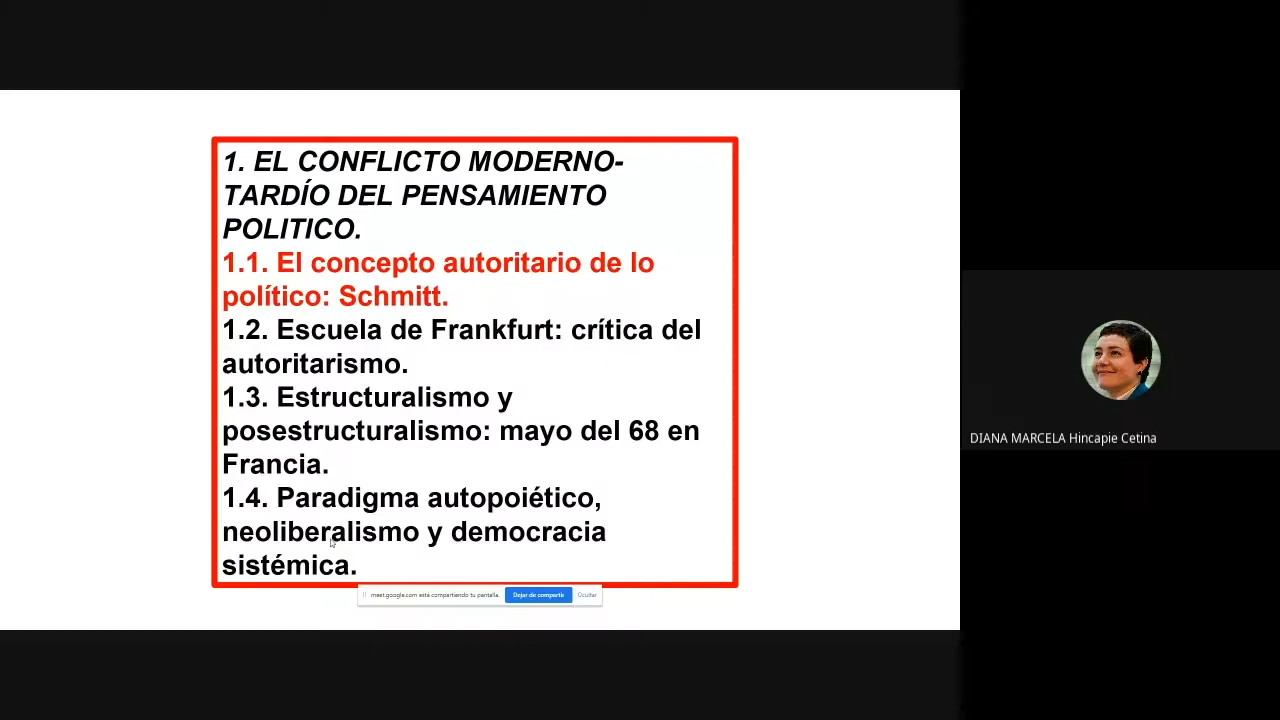 1. EL CONFLICTO MODERNO-
TARDÍO DEL PENSAMIENTO
POLITICO.
1.1. El concepto autoritario de lo
político: Schmitt.
1.2. Escuela de Frankfurt: crítica del
autoritarismo.
1.3. Estructuralismo y
posestructuralismo: mayo del 68 en
Francia.
1.4. Paradigma autopoiético,
neoliberalismo y democracia
sistémica.
meet.google.com está compartiendo tu pantalla. Dejar de compartir Ocultar
DIANA MARCELA Hincapie Cetina